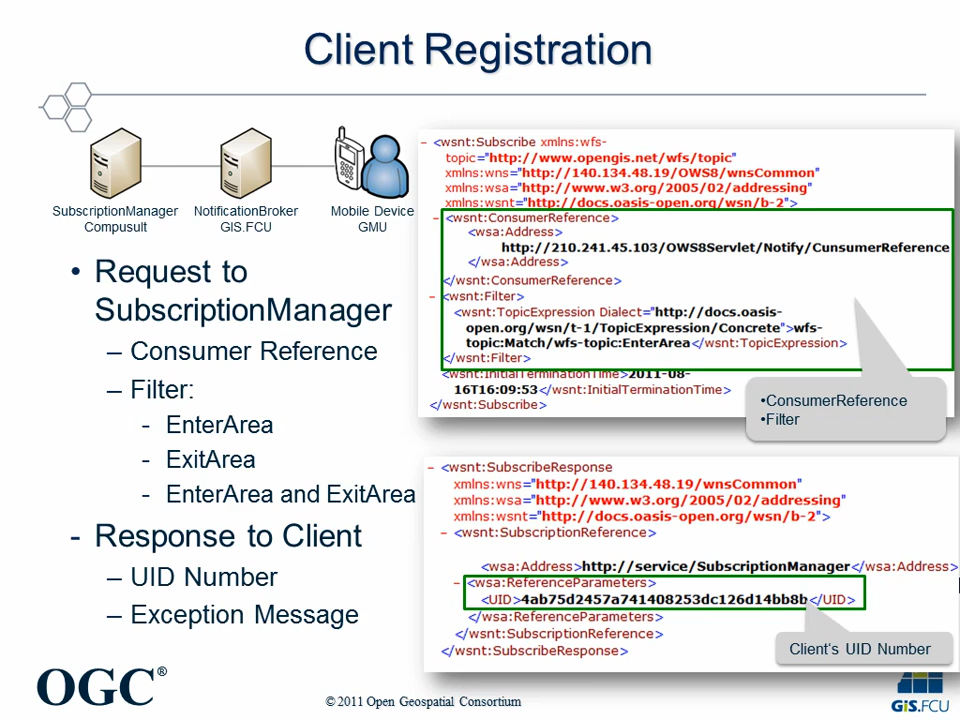 Client Registration
SubscriptionManager
Compusult
NotificationBroker
GIS.FCU
Mobile Device
GMU
• Request to
SubscriptionManager
– Consumer Reference
– Filter:
- EnterArea
- ExitArea
- EnterArea and ExitArea
- Response to Client
– UID Number
– Exception Message
– <wsnt:Subscribe xmlns:wfs-
topic="http://www.opengis.net/wfs/topic"
xmlns:wns="http://140.134.48.19/OWS8/wnsCommon"
xmlns:wsa="http://www.w3.org/2005/02/addressing"
xmlns:wsnt="http://docs.oasis-open.org/wsn/b-2">
– <wsnt:ConsumerReference>
<wsa:Address>
http://210.241.45.103/OWS8Servlet/Notify/CunsumerReference
</wsa:Address>
</wsnt:ConsumerReference>
– <wsnt:Filter>
<wsnt:TopicExpression Dialect="http://docs.oasis-
open.org/wsn/t-1/TopicExpression/Concrete">wfs-
topic:Match/wfs-topic:EnterArea</wsnt:TopicExpression>
</wsnt:Filter>
<wsnt:InitialTerminationTime>2011-08-
16T16:09:53</wsnt:InitialTerminationTime>
</wsnt:Subscribe>
•ConsumerReference
•Filter
– <wsnt:SubscribeResponse
xmlns:wns="http://140.134.48.19/wnsCommon"
xmlns:wsa="http://www.w3.org/2005/02/addressing"
xmlns:wsnt="http://docs.oasis-open.org/wsn/b-2">
– <wsnt:SubscriptionReference>
<wsa:Address>http://service/SubscriptionManager</wsa:Address>
– <wsa:ReferenceParameters>
<UID>4ab75d2457a741408253dc126d14bb8b</UID>
</wsa:ReferenceParameters>
</wsnt:SubscriptionReference>
</wsnt:SubscribeResponse>
Client's UID Number
OGC®
© 2011 Open Geospatial Consortium
GIS.FCU